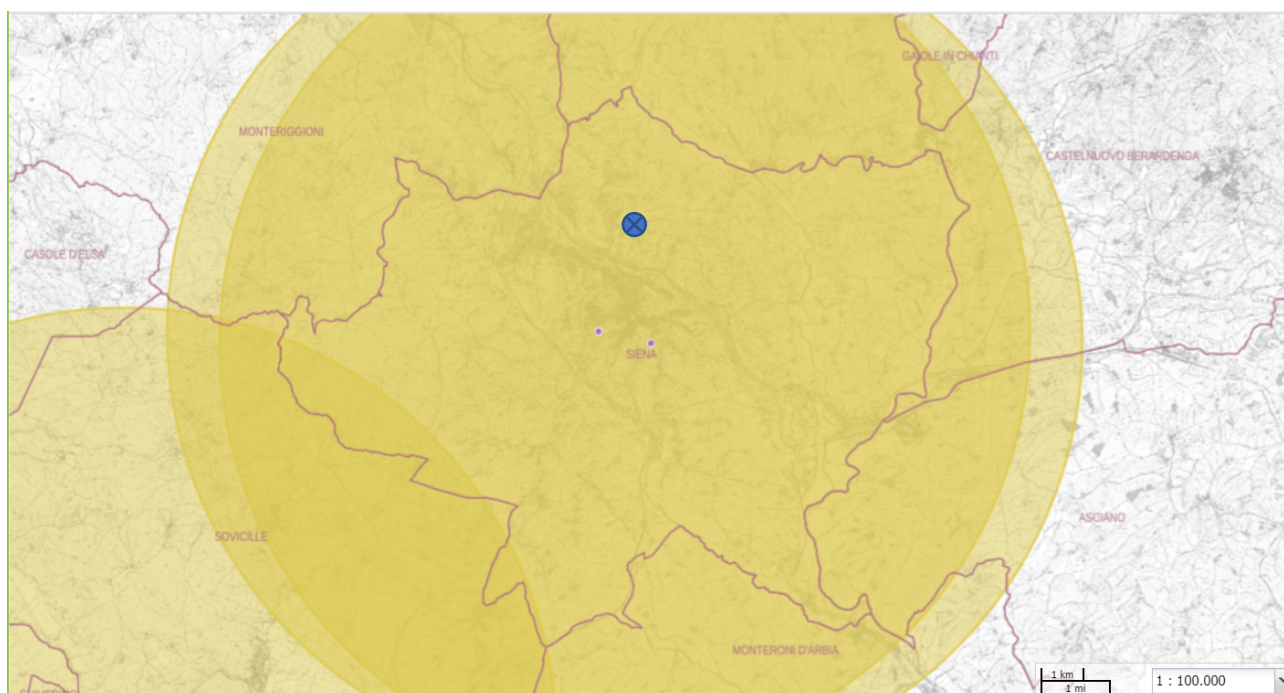 GAIOLE IN CHIANTI
MONTERIGGIONI
CASTELNUOVO BERARDENGA
CASOLE D'ELSA
SIENA
ASCIANO
SOVICILLE
MONTERONI D'ARBIA
1 km
1 mi
1 : 100.000